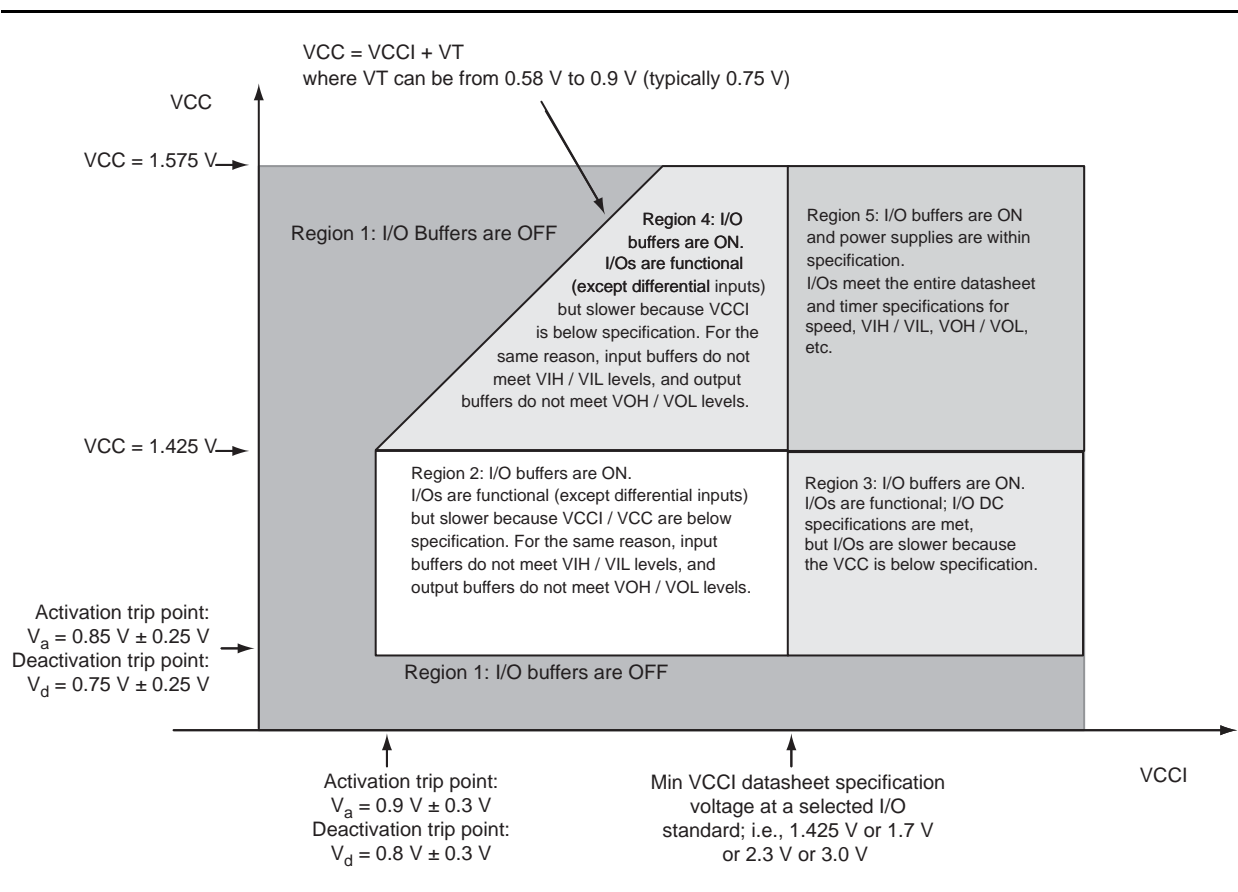 VCC = VCCI + VT
where VT can be from 0.58 V to 0.9 V (typically 0.75 V)
VCC
VCC = 1.575 V
Region 1: I/O Buffers are OFF
Region 4: I/O
buffers are ON.
I/Os are functional
(except differential inputs)
but slower because VCCI
is below specification. For the
same reason, input buffers do not
meet VIH / VIL levels, and output
buffers do not meet VOH / VOL levels.
Region 5: I/O buffers are ON
and power supplies are within
specification.
I/Os meet the entire datasheet
and timer specifications for
speed, VIH / VIL, VOH / VOL,
etc.
VCC = 1.425 V
Region 2: I/O buffers are ON.
I/Os are functional (except differential inputs)
but slower because VCCI / VCC are below
specification. For the same reason, input
buffers do not meet VIH / VIL levels, and
output buffers do not meet VOH / VOL levels.
Region 3: I/O buffers are ON.
I/Os are functional; I/O DC
specifications are met,
but I/Os are slower because
the VCC is below specification.
Activation trip point:
Va = 0.85 V ± 0.25 V
Deactivation trip point:
Vd = 0.75 V ± 0.25 V
Region 1: I/O buffers are OFF
Activation trip point:
Va = 0.9 V ± 0.3 V
Deactivation trip point:
Vd = 0.8 V ± 0.3 V
Min VCCI datasheet specification
voltage at a selected I/O
standard; i.e., 1.425 V or 1.7 V
or 2.3 V or 3.0 V
VCCI